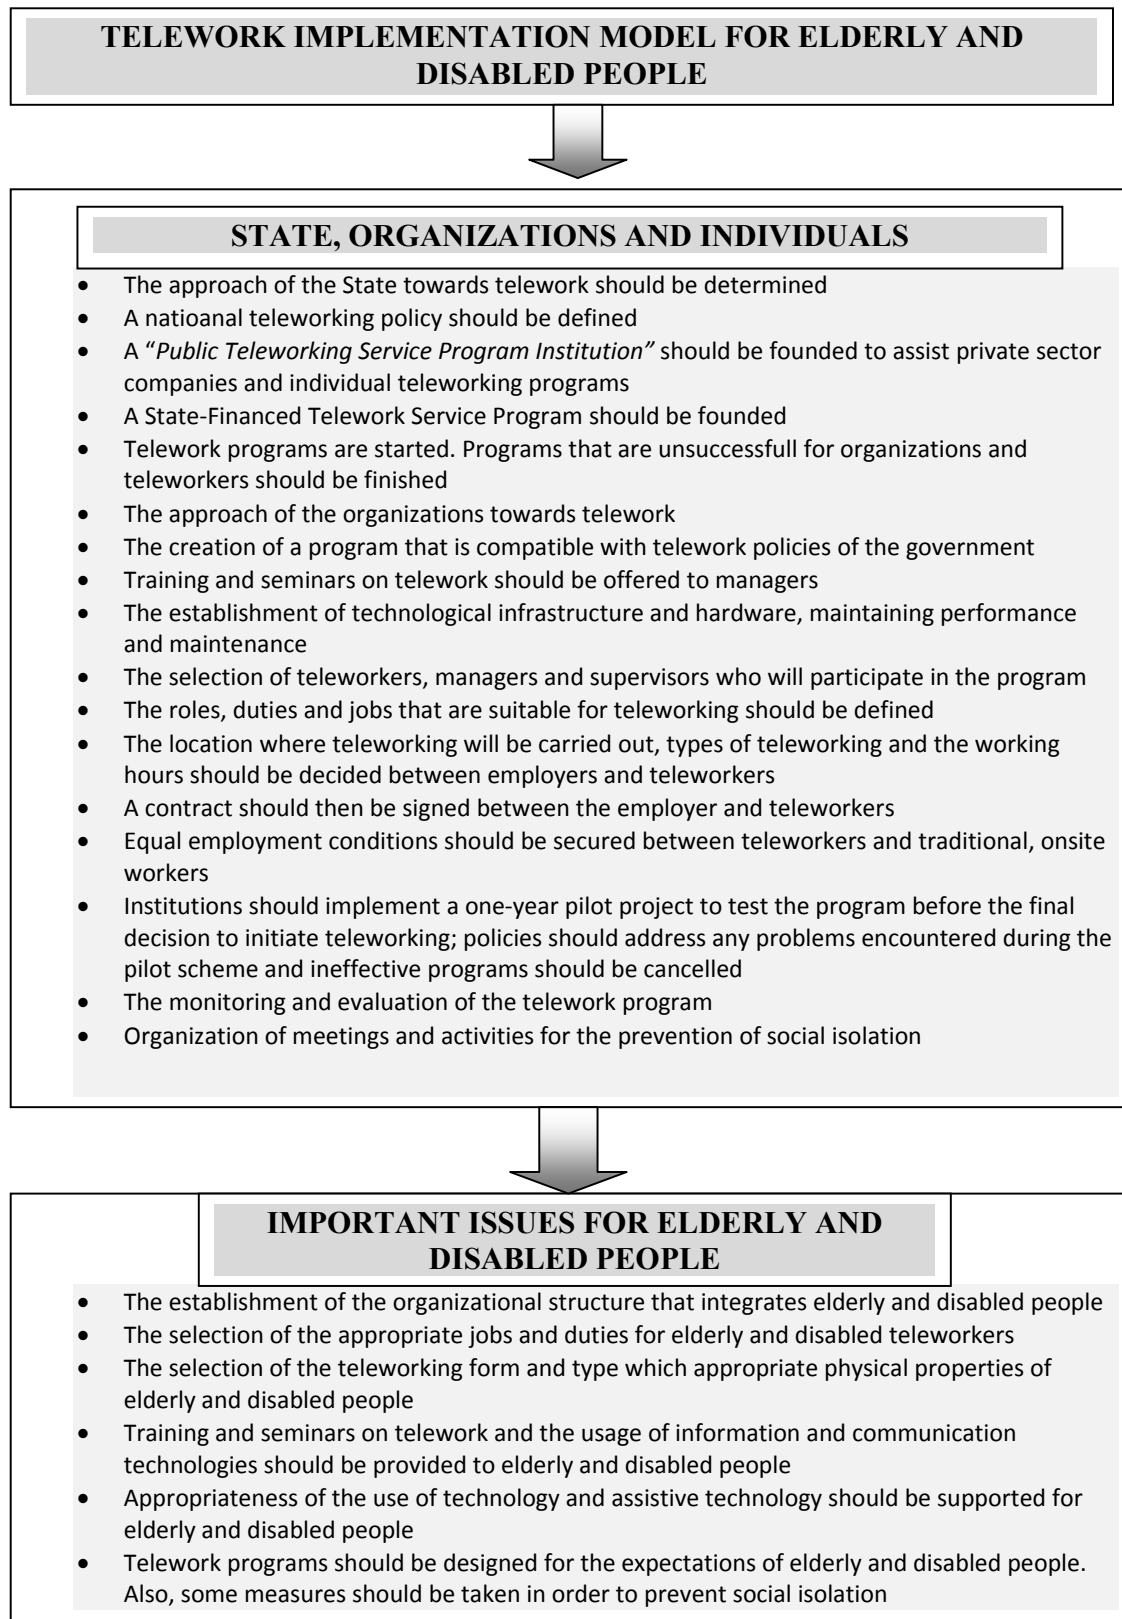 TELEWORK IMPLEMENTATION MODEL FOR ELDERLY AND
DISABLED PEOPLE
STATE, ORGANIZATIONS AND INDIVIDUALS
• The approach of the State towards telework should be determined
• A natioanal teleworking policy should be defined
• A “Public Teleworking Service Program Institution” should be founded to assist private sector
companies and individual teleworking programs
• A State-Financed Telework Service Program should be founded
• Telework programs are started. Programs that are unsuccessfull for organizations and
teleworkers should be finished
• The approach of the organizations towards telework
• The creation of a program that is compatible with telework policies of the government
• Training and seminars on telework should be offered to managers
• The establishment of technological infrastructure and hardware, maintaining performance
and maintenance
• The selection of teleworkers, managers and supervisors who will participate in the program
• The roles, duties and jobs that are suitable for teleworking should be defined
• The location where teleworking will be carried out, types of teleworking and the working
hours should be decided between employers and teleworkers
• A contract should then be signed between the employer and teleworkers
• Equal employment conditions should be secured between teleworkers and traditional, onsite
workers
• Institutions should implement a one-year pilot project to test the program before the final
decision to initiate teleworking; policies should address any problems encountered during the
pilot scheme and ineffective programs should be cancelled
• The monitoring and evaluation of the telework program
• Organization of meetings and activities for the prevention of social isolation
IMPORTANT ISSUES FOR ELDERLY AND
DISABLED PEOPLE
• The establishment of the organizational structure that integrates elderly and disabled people
• The selection of the appropriate jobs and duties for elderly and disabled teleworkers
• The selection of the teleworking form and type which appropriate physical properties of
elderly and disabled people
• Training and seminars on telework and the usage of information and communication
technologies should be provided to elderly and disabled people
• Appropriateness of the use of technology and assistive technology should be supported for
elderly and disabled people
• Telework programs should be designed for the expectations of elderly and disabled people.
Also, some measures should be taken in order to prevent social isolation